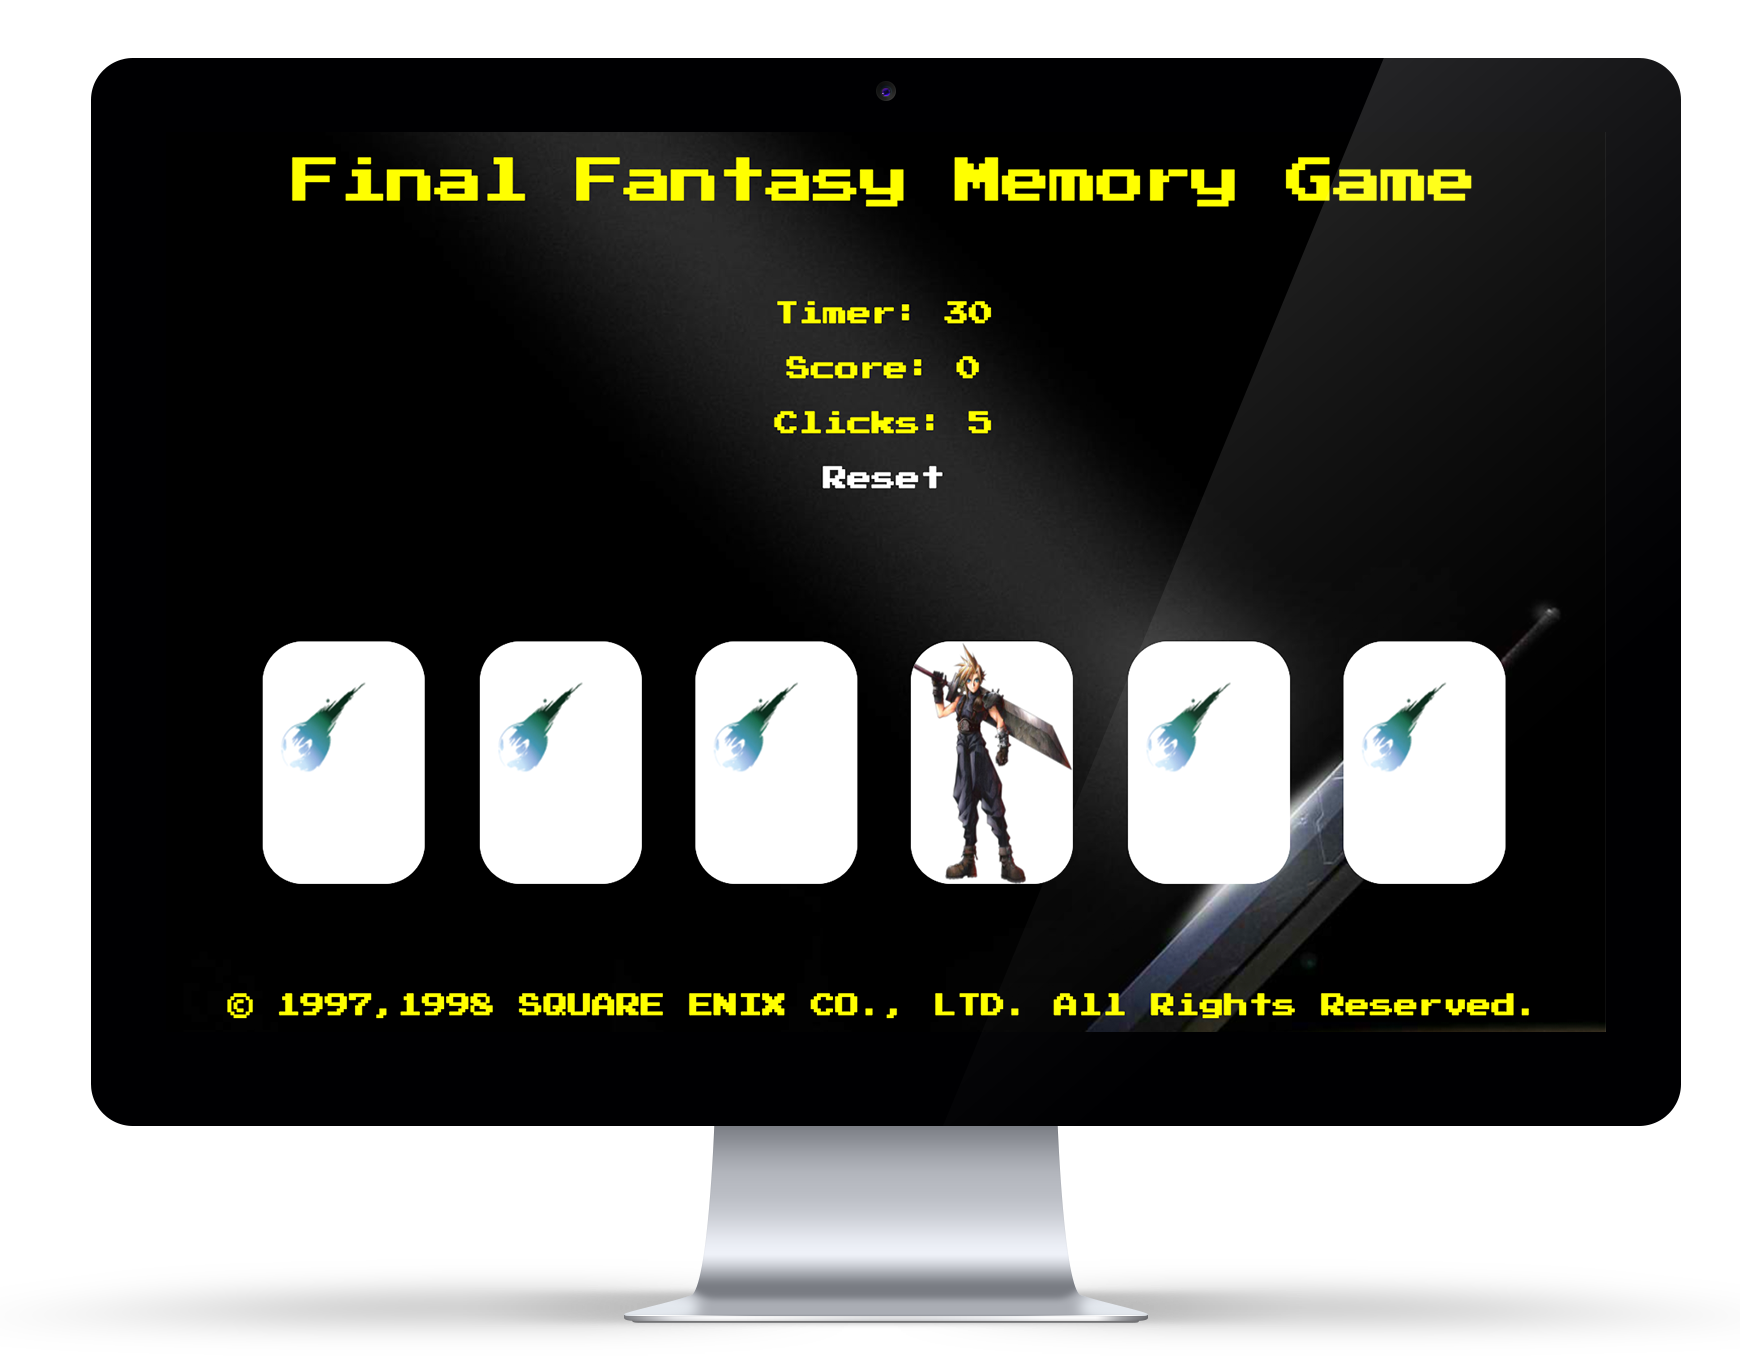 Final Fantasy Memory Game
Timer: 30
Score: 0
Clicks: 5
Reset
© 1997,1998 SQUARE ENIX CO., LTD. All Rights Reserved.